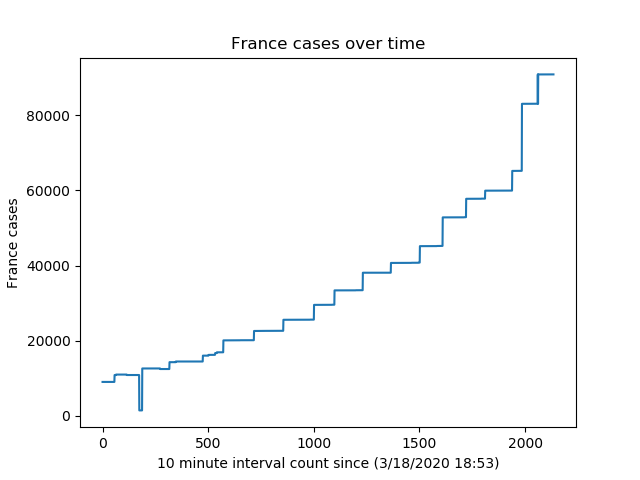 France cases over time
France cases
80000
60000
40000
20000
0
0 500 1000 1500 2000
10 minute interval count since (3/18/2020 18:53)